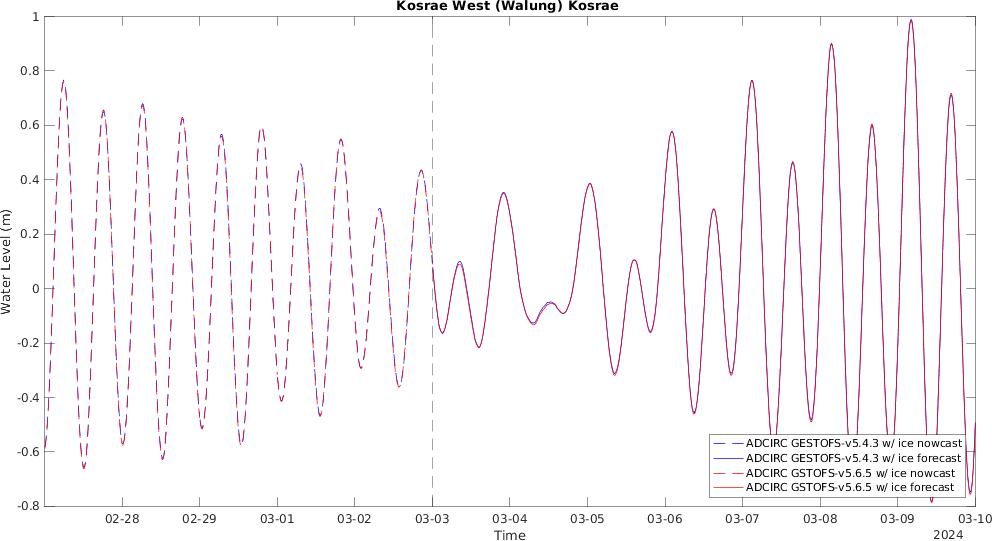 Kosrae West (Walung) Kosrae
1
0.8
0.6
0.4
0.2
0
-0.2
-0.4
-0.6
-0.8
Water Level (m)
ADCIRC GESTOFS-v5.4.3 w/ ice nowcast
ADCIRC GESTOFS-v5.4.3 w/ ice forecast
ADCIRC GSTOFS-v5.6.5 w/ ice nowcast
ADCIRC GSTOFS-v5.6.5 w/ ice forecast
02-28 02-29 03-01 03-02 03-03 03-04 03-05 03-06 03-07 03-08 03-09 03-10
Time
2024